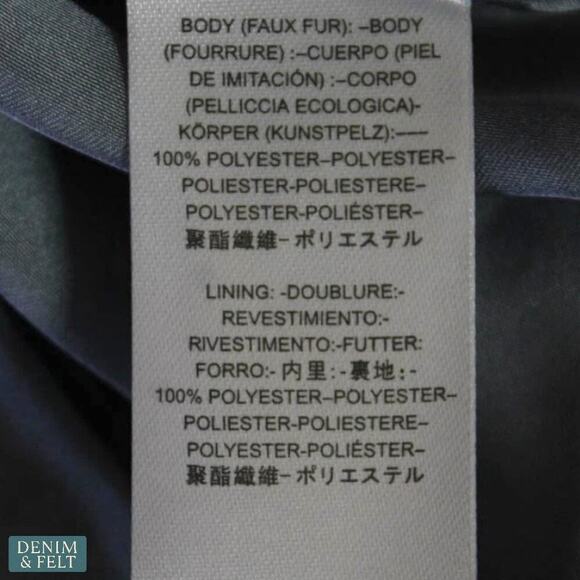 BODY (FAUX FUR): –BODY
(FOURRURE) :–CUERPO (PIEL
DE IMITACIÓN) :–CORPO
(PELLICCIA ECOLOGICA)-
KÖRPER (KUNSTPELZ):-–—
100% POLYESTER–POLYESTER–
POLIESTER-POLIESTERE–
POLYESTER-POLIÉSTER–
聚酯纖維-ポリエステル
LINING: -DOUBLURE:-
REVESTIMIENTO:-
RIVESTIMENTO:-FUTTER:
FORRO:- 内里:-裏地:-
100% POLYESTER–POLYESTER–
POLIESTER-POLIESTERE–
POLYESTER-POLIÉSTER–
聚酯纖維-ポリエステル
DENIM
& FELT